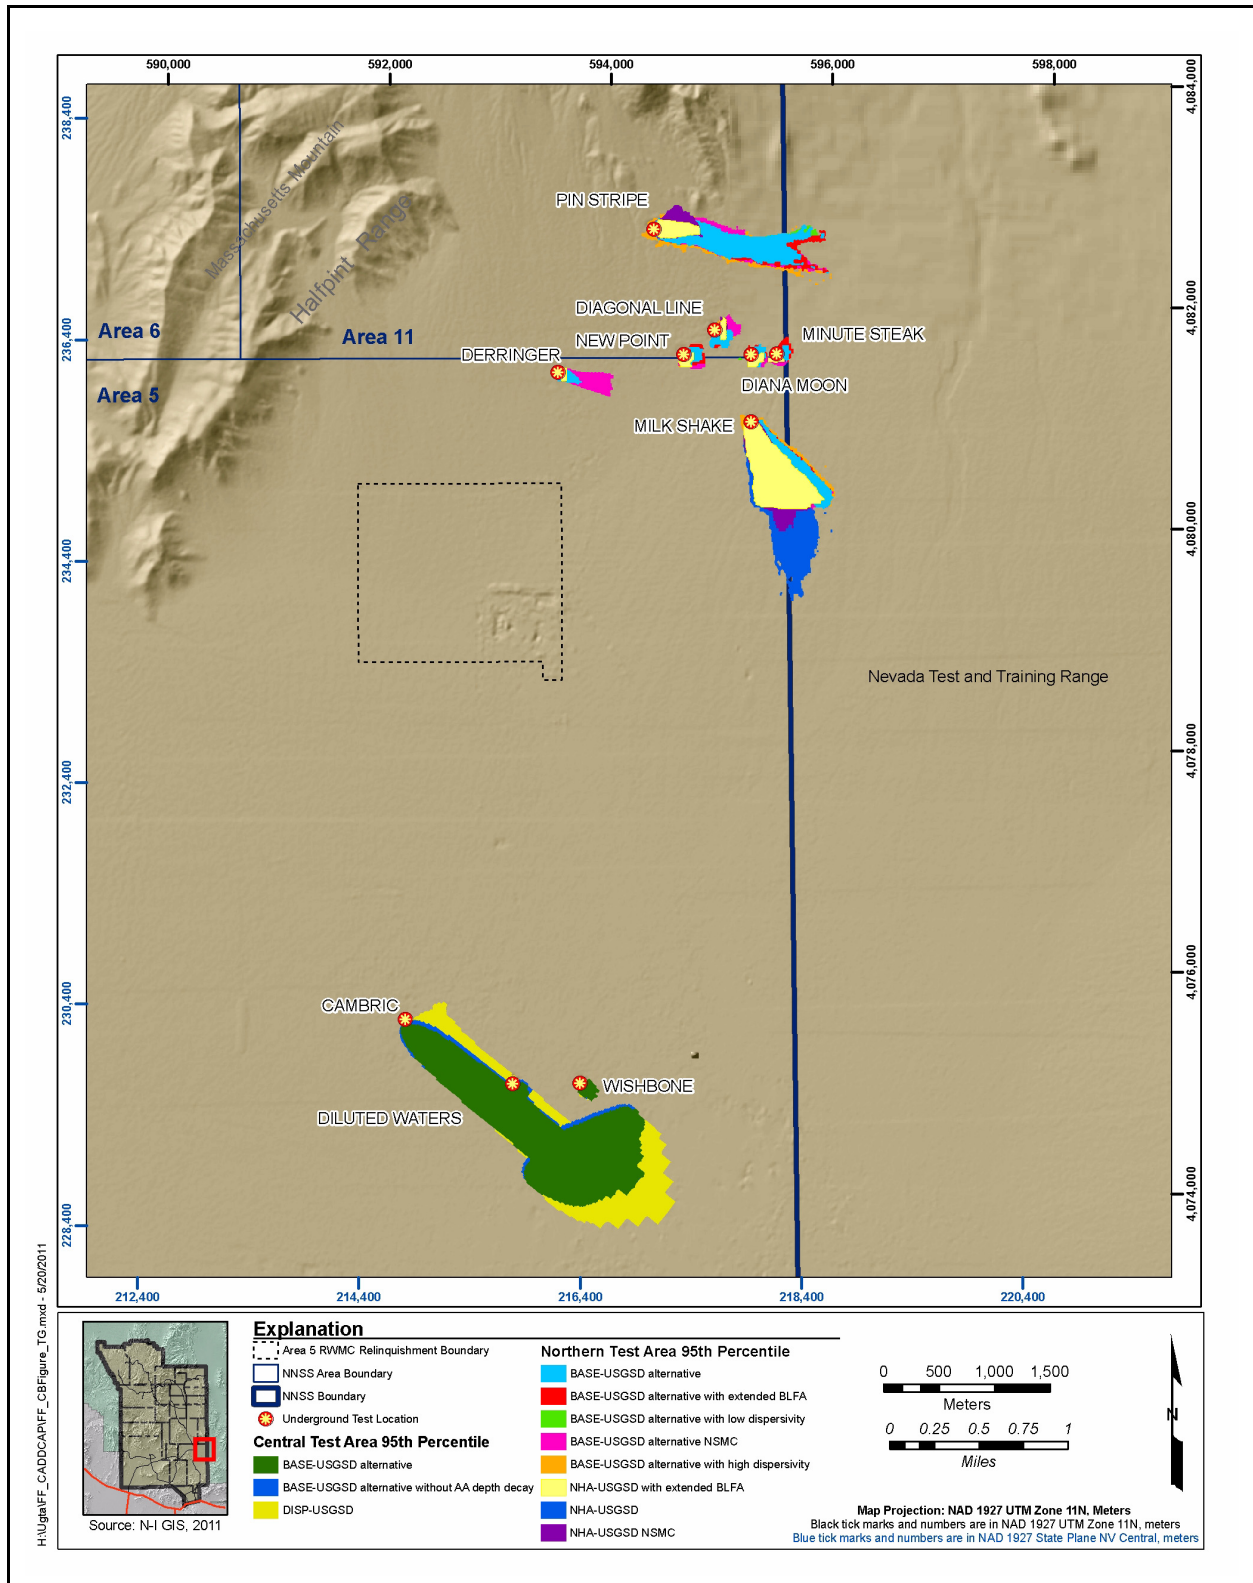 590,000
592,000
594,000
596,000
598,000
4,084,000
4,082,000
4,080,000
4,078,000
4,076,000
4,074,000
238,400
236,400
234,400
232,400
230,400
228,400
212,400
214,400
216,400
218,400
220,400
Massachusetts Mountain
Halfpint Range
PIN STRIPE
DIAGONAL LINE
NEW POINT
MINUTE STEAK
DERRINGER
DIANA MOON
MILK SHAKE
Area 6
Area 11
Area 5
Nevada Test and Training Range
CAMBRIC
WISHBONE
DILUTED WATERS
H:\Ugta\FF_CADDCAP\FF_CBFigure_TG.mxd - 5/20/2011
Source: N-I GIS, 2011
Explanation
Area 5 RWMC Relinquishment Boundary
NNSS Area Boundary
NNSS Boundary
Underground Test Location
Central Test Area 95th Percentile
BASE-USGSD alternative
BASE-USGSD alternative without AA depth decay
DISP-USGSD
Northern Test Area 95th Percentile
BASE-USGSD alternative
BASE-USGSD alternative with extended BLFA
BASE-USGSD alternative with low dispersivity
BASE-USGSD alternative NSMC
BASE-USGSD alternative with high dispersivity
NHA-USGSD with extended BLFA
NHA-USGSD
NHA-USGSD NSMC
0 500 1,000 1,500
Meters
0 0.25 0.5 0.75 1
Miles
N
Map Projection: NAD 1927 UTM Zone 11N, Meters
Black tick marks and numbers are in NAD 1927 UTM Zone 11N, meters
Blue tick marks and numbers are in NAD 1927 State Plane NV Central, meters